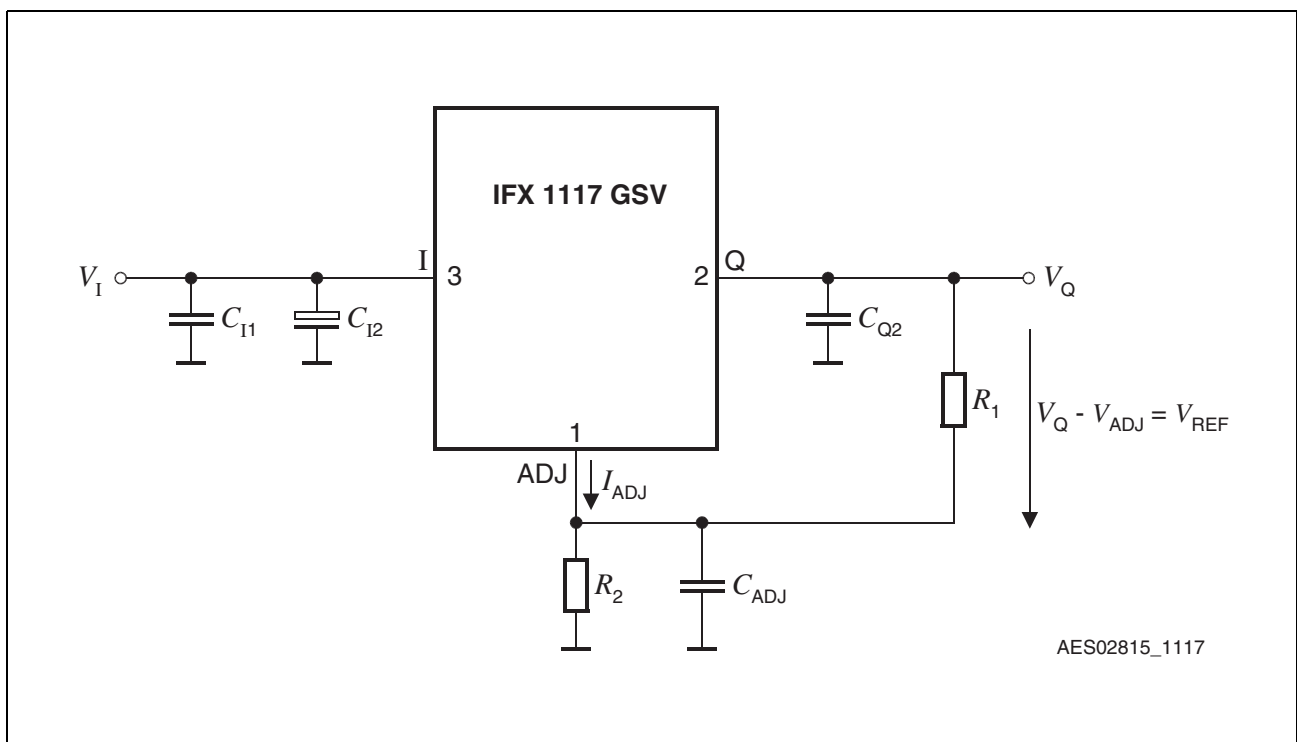 IFX 1117 GSV
V_I
I
3
2
Q
V_Q
C_I1
C_I2
C_Q2
R_1
V_Q - V_ADJ = V_REF
1
ADJ
I_ADJ
R_2
C_ADJ
AES02815_1117